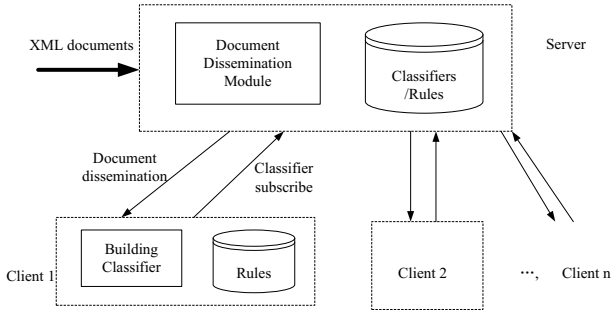 XML documents
Document
Dissemination
Module
Classifiers
/Rules
Server
Document
dissemination
Classifier
subscribe
Client 1
Building
Classifier
Rules
Client 2
…,
Client n